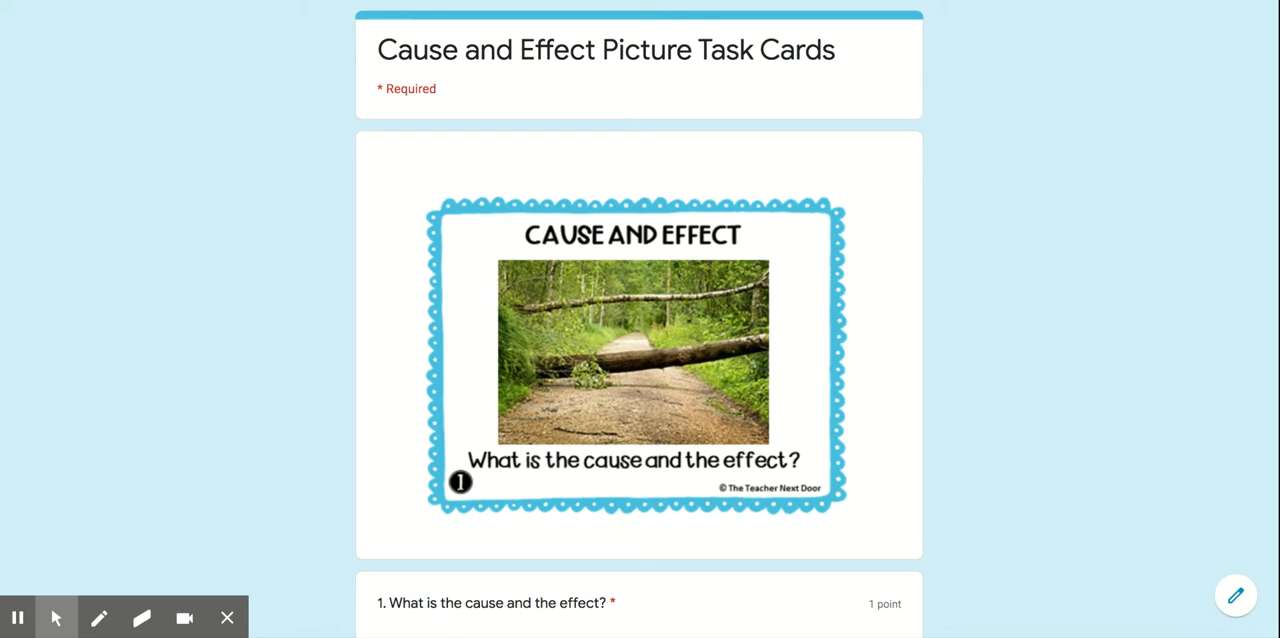 Cause and Effect Picture Task Cards
* Required
CAUSE AND EFFECT
What is the cause and the effect?
1
© The Teacher Next Door
1. What is the cause and the effect? *
1 point